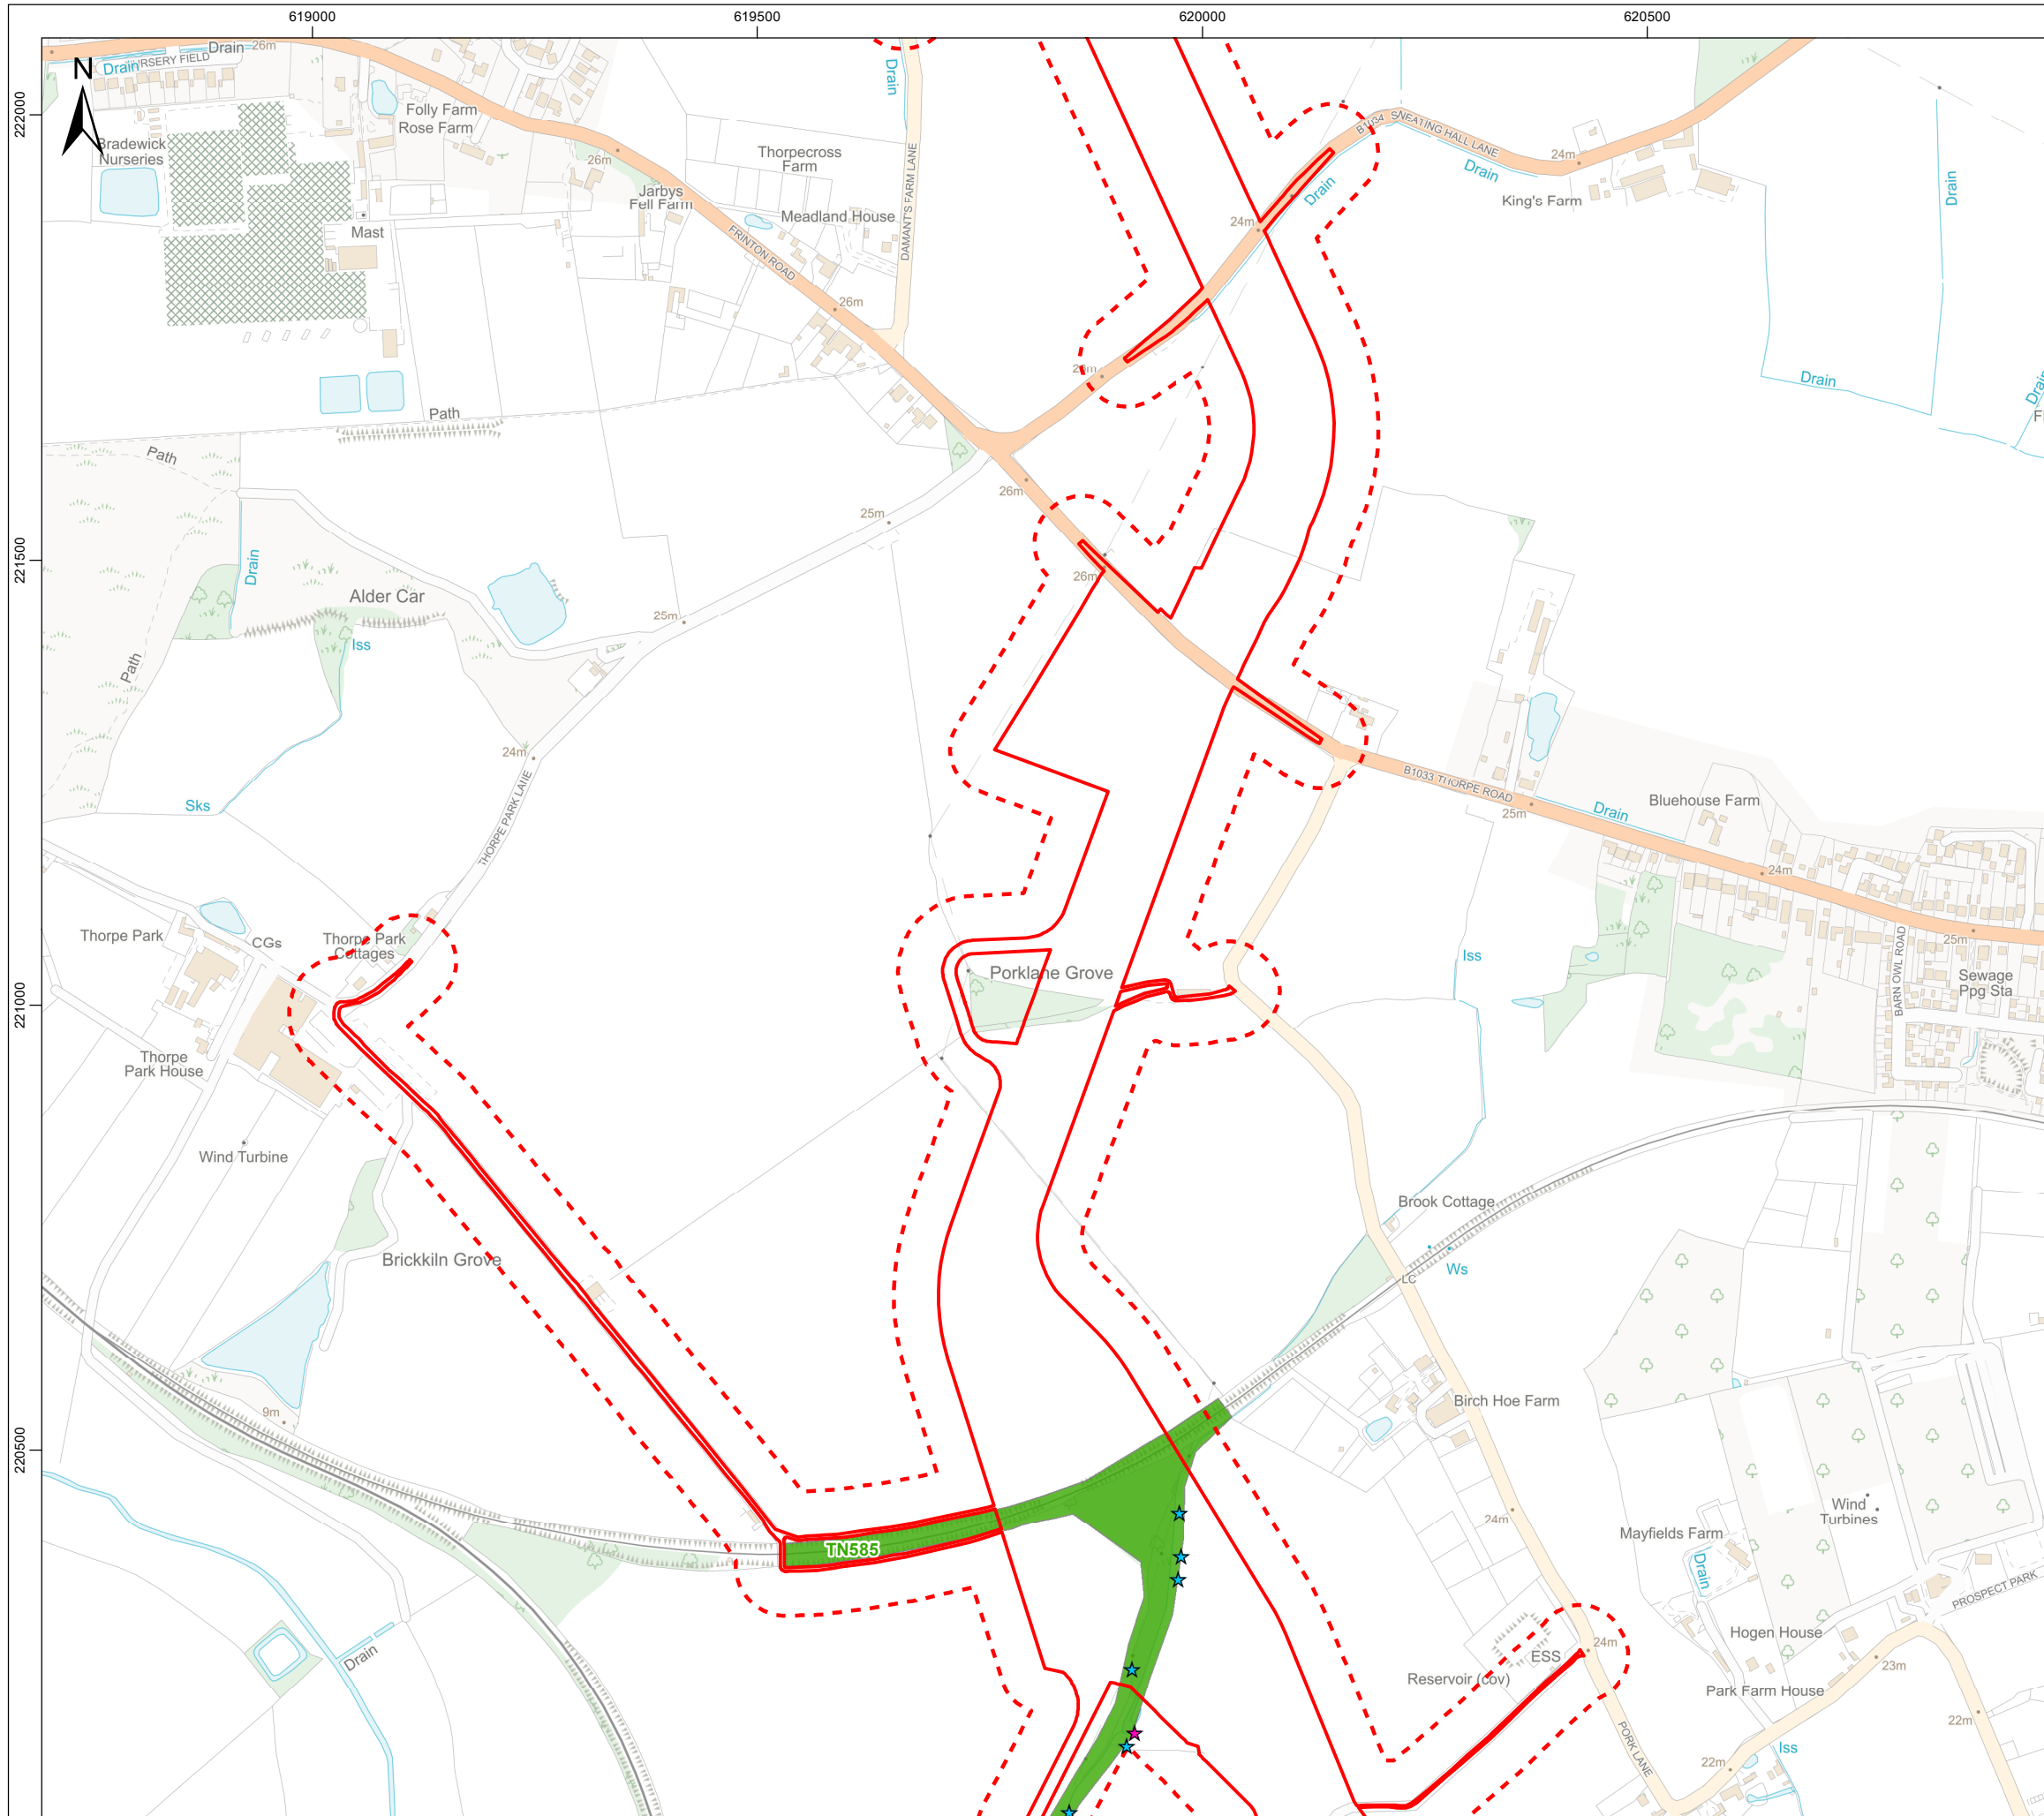 619000
619500
620000
620500
222000
221500
221000
220500
N
Drain
26m
Drain
Folly Farm
Rose Farm
Bradewick
Nurseries
Mast
26m
Jarbys
Fell Farm
Thorpecross
Farm
Meadland House
FRINTON ROAD
DAMANT'S FARM LANE
Drain
26m
Path
Path
Path
Drain
Alder Car
Iss
Sks
25m
25m
24m
THORPE PARK LANE
26m
26m
B1034
SNEATING HALL LANE
24m
Drain
Drain
24m
King's Farm
Drain
Drain
B1033 THORPE ROAD
25m
Drain
Bluehouse Farm
24m
25m
BARN OWL ROAD
Sewage
Ppg Sta
Iss
Thorpe Park
CGs
Thorpe Park
Cottages
Thorpe
Park House
Wind Turbine
Brickkiln Grove
9m
Drain
Porklane Grove
Brook Cottage
Ws
LC
Birch Hoe Farm
24m
TN585
Reservoir (cov)
ESS
24m
PORK LANE
Mayfields Farm
Drain
Wind
Turbines
PROSPECT PARK
Hogen House
23m
Park Farm House
22m
22m
Iss